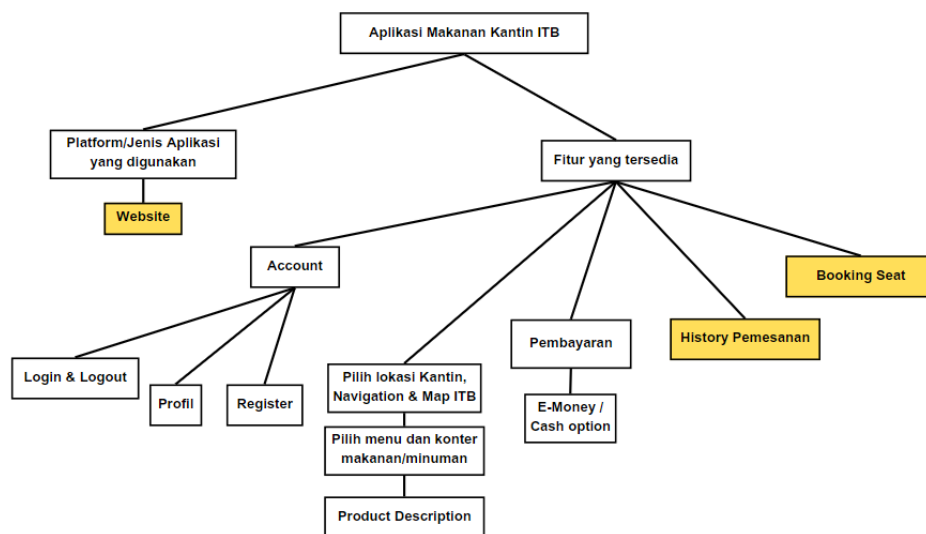 Aplikasi Makanan Kantin ITB
Platform/Jenis Aplikasi
yang digunakan
Fitur yang tersedia
Website
Account
Booking Seat
Login & Logout
Profil
Register
Pilih lokasi Kantin,
Navigation & Map ITB
Pilih menu dan konter
makanan/minuman
Product Description
Pembayaran
E-Money /
Cash option
History Pemesanan